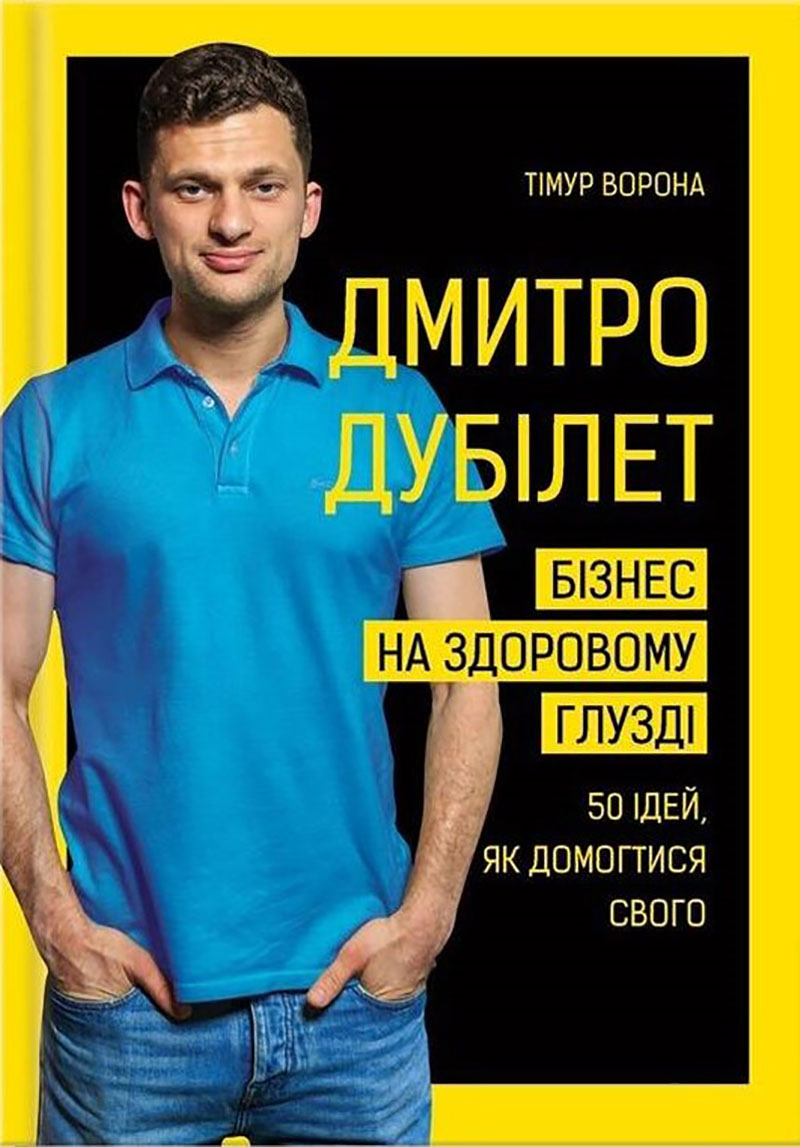 ТІМУР ВОРОНА
ДМИТРО
ДУБІЛЕТ
БІЗНЕС
НА ЗДОРОВОМУ
ГЛУЗДІ
50 ІДЕЙ,
ЯК ДОМОГТИСЯ
СВОГО